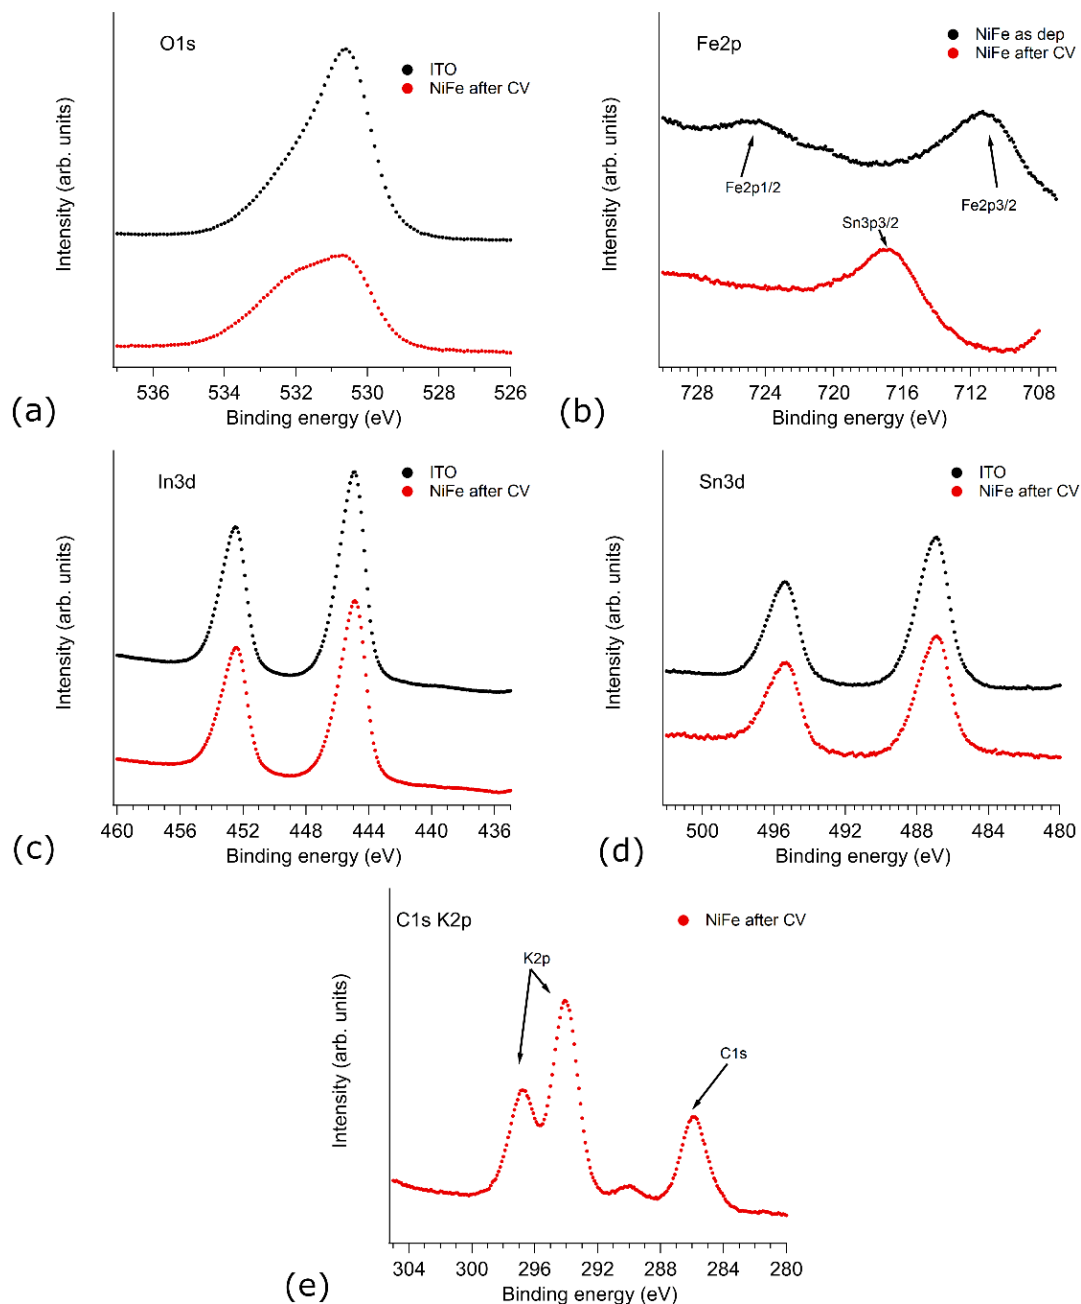 O1s
ITO
NiFe after CV
Intensity (arb. units)
536 534 532 530 528 526
Binding energy (eV)
(a)
Fe2p
NiFe as dep
NiFe after CV
Fe2p1/2
Fe2p3/2
Sn3p3/2
Intensity (arb. units)
728 724 720 716 711 708
Binding energy (eV)
(b)
In3d
ITO
NiFe after CV
Intensity (arb. units)
460 456 452 448 444 440 436
Binding energy (eV)
(c)
Sn3d
ITO
NiFe after CV
Intensity (arb. units)
500 496 492 488 484 480
Binding energy (eV)
(d)
C1s K2p
NiFe after CV
K2p
C1s
Intensity (arb. units)
304 300 296 292 288 284 280
Binding energy (eV)
(e)